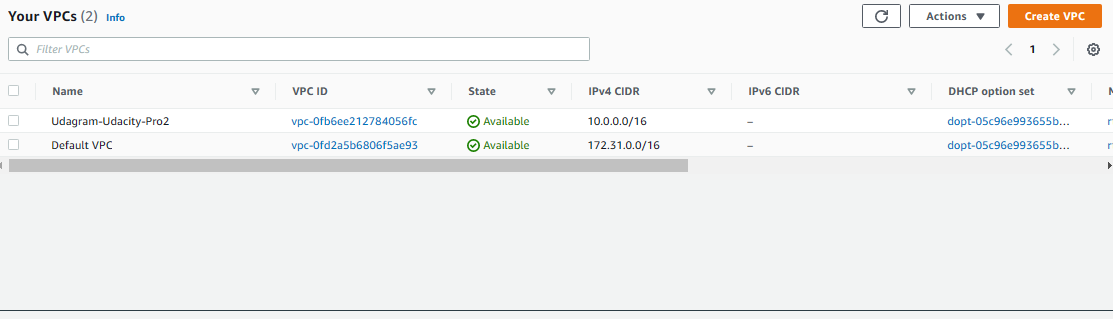 Your VPCs (2) Info Actions Create VPC
Filter VPCs 1
Name VPC ID State IPv4 CIDR IPv6 CIDR DHCP option set
Udagram-Udacity-Pro2 vpc-0fb6ee212784056fc Available 10.0.0.0/16 – dopt-05c96e993655b...
Default VPC vpc-0fd2a5b6806f5ae93 Available 172.31.0.0/16 – dopt-05c96e993655b...